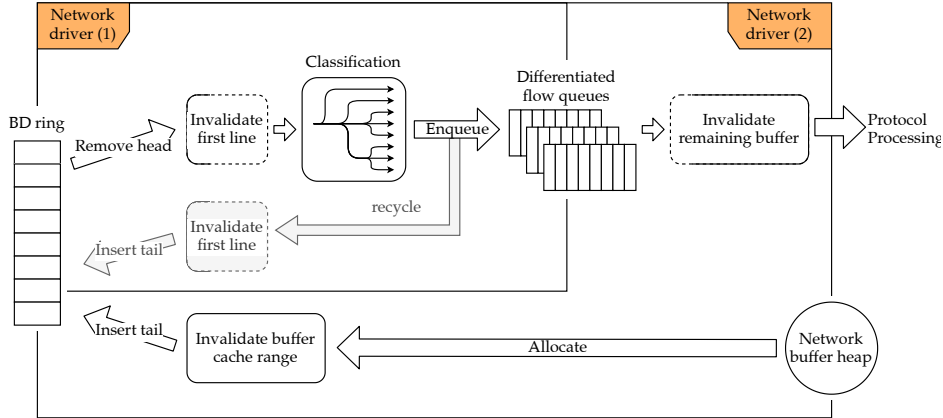 Network
driver (1)
Network
driver (2)
Classification
Differentiated
flow queues
BD ring
Remove head
Invalidate
first line
Enqueue
Invalidate
remaining buffer
Protocol
Processing
recycle
Insert tail
Invalidate
first line
Insert tail
Invalidate buffer
cache range
Allocate
Network
buffer heap